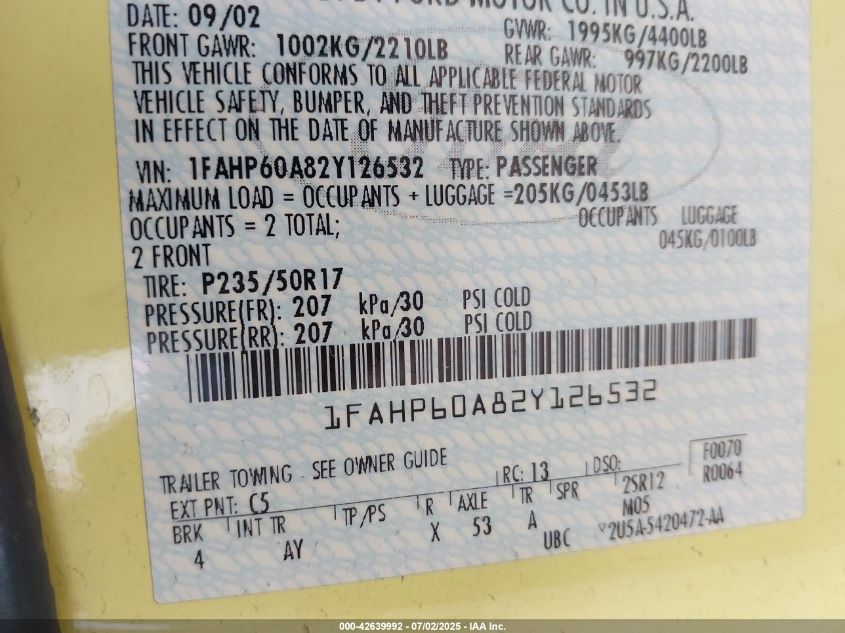 FORD MOTOR CO. IN U.S.A.
DATE: 09/02 GVWR: 1995KG/4400LB
FRONT GAWR: 1002KG/2210LB REAR GAWR: 997KG/2200LB
THIS VEHICLE CONFORMS TO ALL APPLICABLE FEDERAL MOTOR
VEHICLE SAFETY, BUMPER, AND THEFT PREVENTION STANDARDS
IN EFFECT ON THE DATE OF MANUFACTURE SHOWN ABOVE.
VIN: 1FAHP60A82Y126532 TYPE: PASSENGER
MAXIMUM LOAD = OCCUPANTS + LUGGAGE =205KG/0453LB
OCCUPANTS = 2 TOTAL; OCCUPANTS LUGGAGE
2 FRONT 045KG/0100LB
TIRE: P235/50R17
PRESSURE(FR): 207 kPa/30 PSI COLD
PRESSURE(RR): 207 kPa/30 PSI COLD
1FAHP60A82Y126532
TRAILER TOWING - SEE OWNER GUIDE
EXT PNT: C5 RC: 13 DSO: F0070
BRK INT TR TP/PS R AXLE TR SPR 2SR12 R0064
4 AY X 53 A M05
UBC 2U5A-5420472-AA
000-42639992 - 07/02/2025 - IAA Inc.